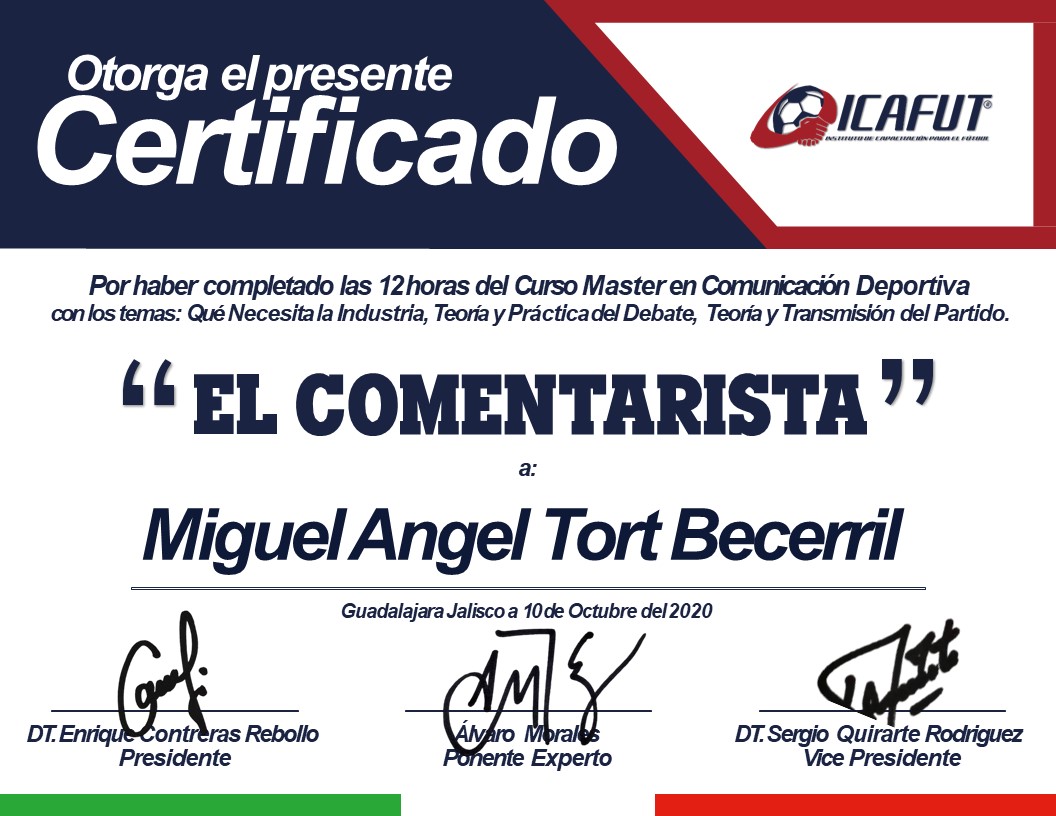 Otorga el presente
Certificado
ICAFUT®
INSTITUTO DE CAPACITACIÓN PARA EL FÚTBOL
Por haber completado las 12 horas del Curso Master en Comunicación Deportiva
con los temas: Qué Necesita la Industria, Teoría y Práctica del Debate, Teoría y Transmisión del Partido.
“ EL COMENTARISTA ”
a:
Miguel Angel Tort Becerril
Guadalajara Jalisco a 10 de Octubre del 2020
DT. Enrique Contreras Rebollo
Presidente
Álvaro Morales
Ponente Experto
DT. Sergio Quirarte Rodriguez
Vice Presidente